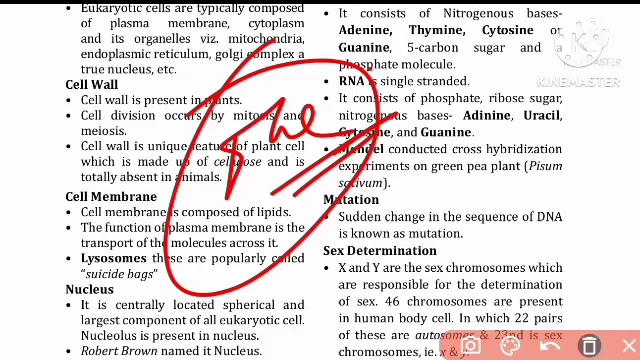 Eukaryotic cells are typically composed
of plasma membrane, cytoplasm
and its organelles viz. mitochondria,
endoplasmic reticulum, golgi complex a
true nucleus, etc.
Cell Wall
• Cell wall is present in plants.
• Cell division occurs by mitosis and
meiosis.
• Cell wall is unique feature of plant cell
which is made up of cellulose and is
totally absent in animals.
Cell Membrane
• Cell membrane is composed of lipids.
• The function of plasma membrane is the
transport of the molecules across it.
• Lysosomes these are popularly called
"suicide bags"
Nucleus
• It is centrally located spherical and
largest component of all eukaryotic cell.
Nucleolus is present in nucleus.
• Robert Brown named it Nucleus.
• It consists of Nitrogenous bases-
Adenine, Thymine, Cytosine or
Guanine, 5-carbon sugar and a
phosphate molecule.
• RNA is single stranded.
• It consists of phosphate, ribose sugar,
nitrogenous bases- Adinine, Uracil,
Cytosine, and Guanine.
• Mendel conducted cross hybridization
experiments on green pea plant (Pisum
sativum).
Mutation
• Sudden change in the sequence of DNA
is known as mutation.
Sex Determination
• X and Y are the sex chromosomes which
are responsible for the determination
of sex. 46 chromosomes are present
in human body cell. In which 22 pairs
of these are autosomes & 23nd is sex
chromosomes, ie. x & y.
The
KINEMASTER
KINEMASTER